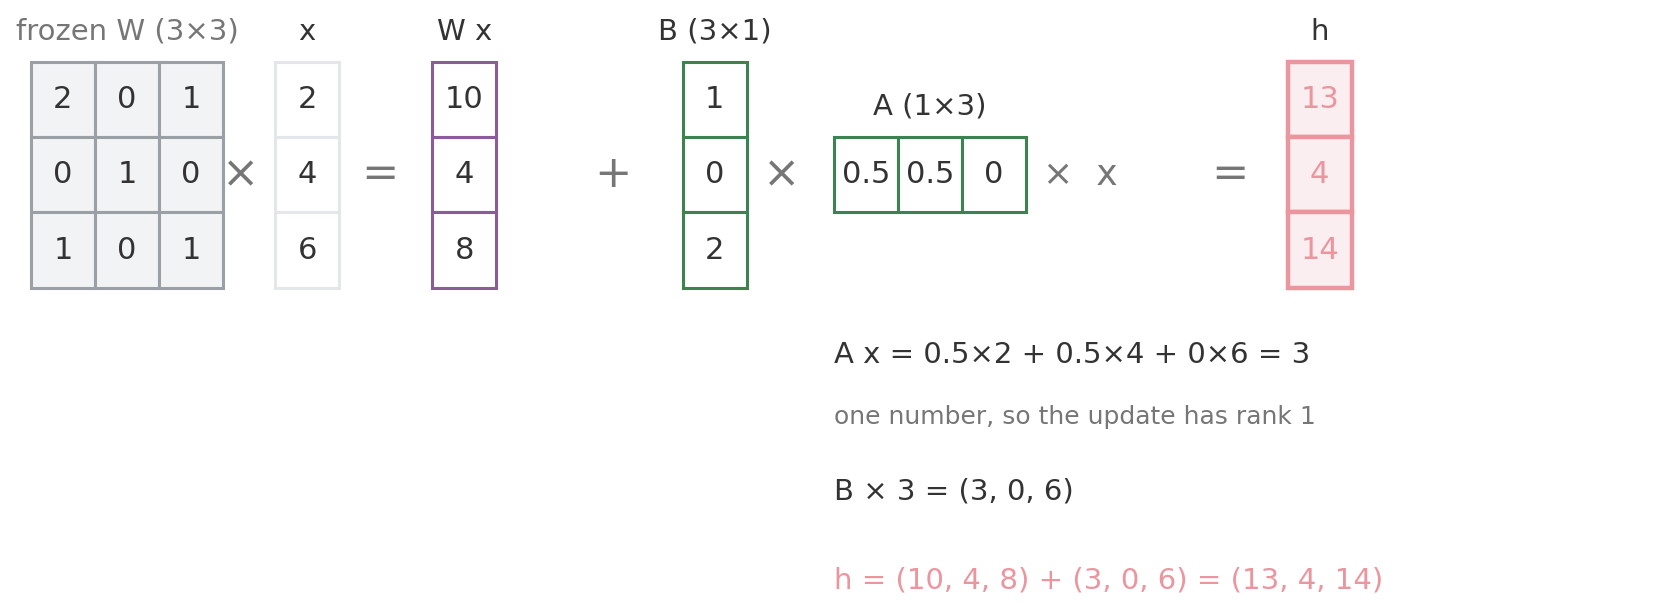 frozen W (3×3) x W x B (3×1) h
A (1×3)
2 0 1 2 10 1 13
0 1 0 × 4 = 4 + 0 × 0.5 0.5 0 × x = 4
1 0 1 6 8 2 14
A x = 0.5×2 + 0.5×4 + 0×6 = 3
one number, so the update has rank 1
B × 3 = (3, 0, 6)
h = (10, 4, 8) + (3, 0, 6) = (13, 4, 14)